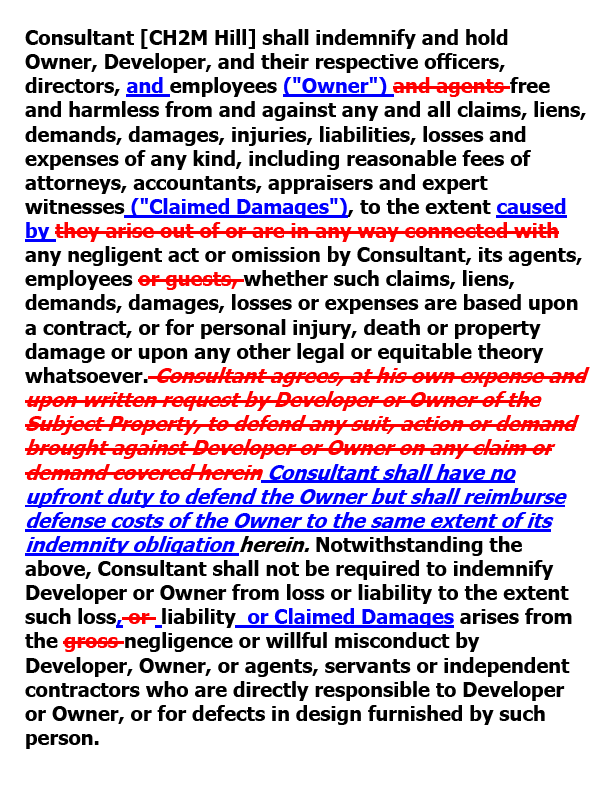 Consultant [CH2M Hill] shall indemnify and hold
Owner, Developer, and their respective officers,
directors, and employees ("Owner") and agents free
and harmless from and against any and all claims, liens,
demands, damages, injuries, liabilities, losses and
expenses of any kind, including reasonable fees of
attorneys, accountants, appraisers and expert
witnesses ("Claimed Damages"), to the extent caused
by they arise out of or are in any way connected with
any negligent act or omission by Consultant, its agents,
employees or guests, whether such claims, liens,
demands, damages, losses or expenses are based upon
a contract, or for personal injury, death or property
damage or upon any other legal or equitable theory
whatsoever. Consultant agrees, at his own expense and
upon written request by Developer or Owner of the
Subject Property, to defend any suit, action or demand
brought against Developer or Owner on any claim or
demand covered herein Consultant shall have no
upfront duty to defend the Owner but shall reimburse
defense costs of the Owner to the same extent of its
indemnity obligation herein. Notwithstanding the
above, Consultant shall not be required to indemnify
Developer or Owner from loss or liability to the extent
such loss, or liability or Claimed Damages arises from
the gross negligence or willful misconduct by
Developer, Owner, or agents, servants or independent
contractors who are directly responsible to Developer
or Owner, or for defects in design furnished by such
person.